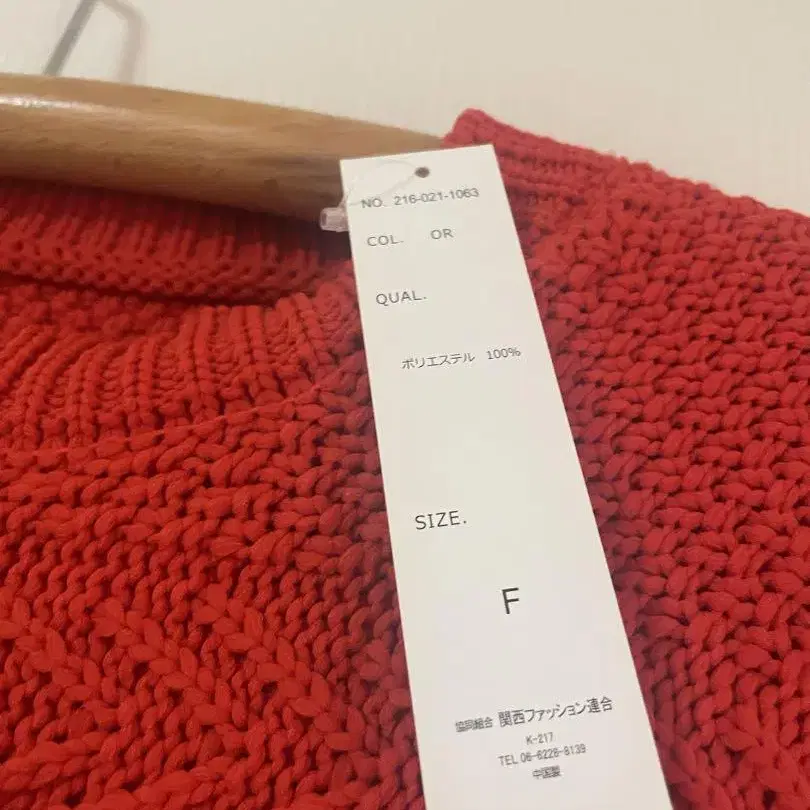 NO. 216-021-1063
COL. OR
QUAL.
ポリエステル 100%
SIZE.
F
協同組合 関西ファッション連合
K-217
TEL 06-6228-8139
中国製